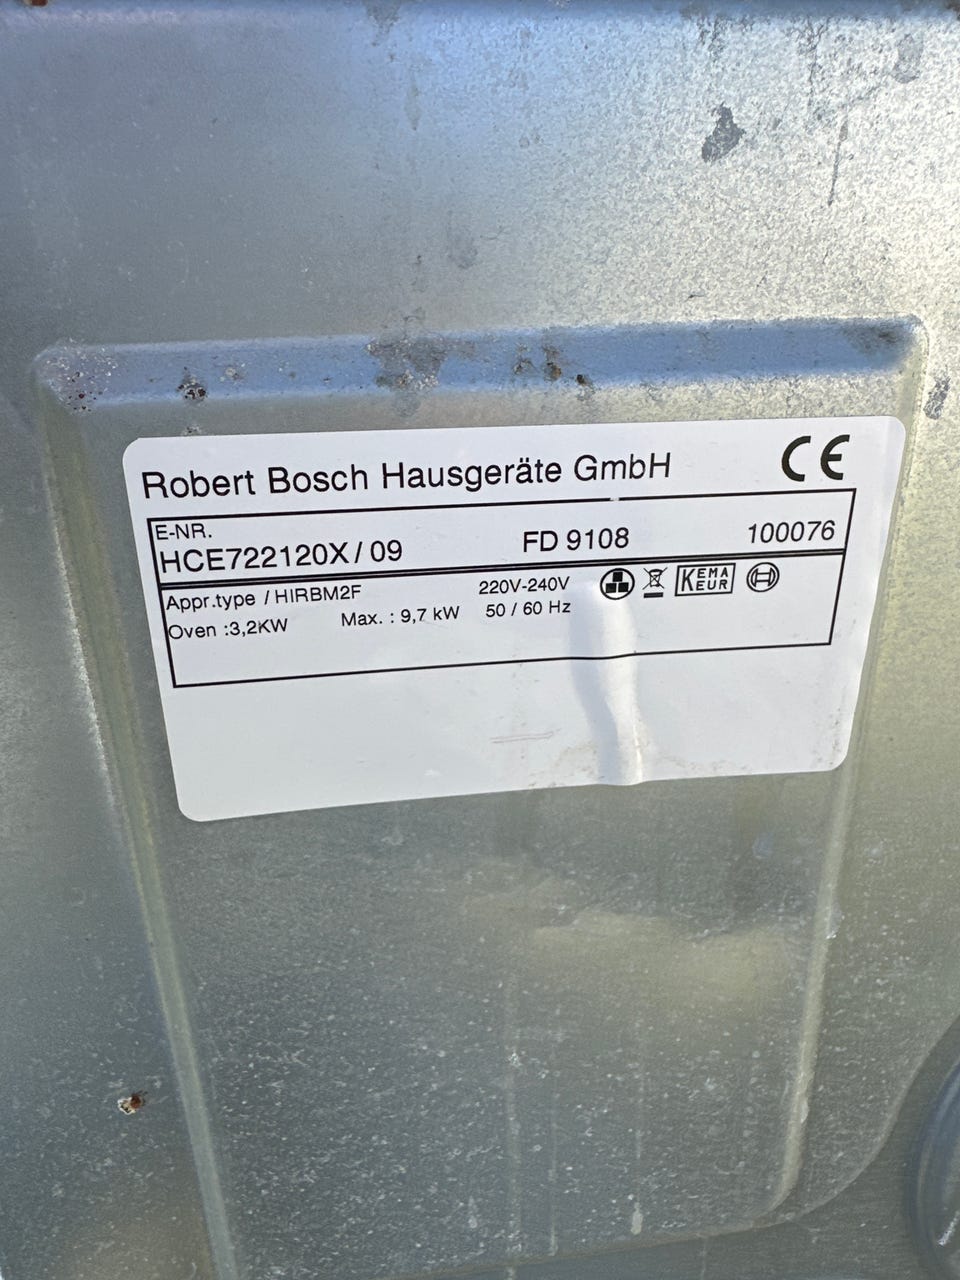 Robert Bosch Hausgeräte GmbH CE
E-NR.
HCE722120X / 09 FD 9108 100076
Appr.type / HIRBM2F 220V-240V KEMA KEUR
Oven :3,2KW Max. : 9,7 kW 50 / 60 Hz